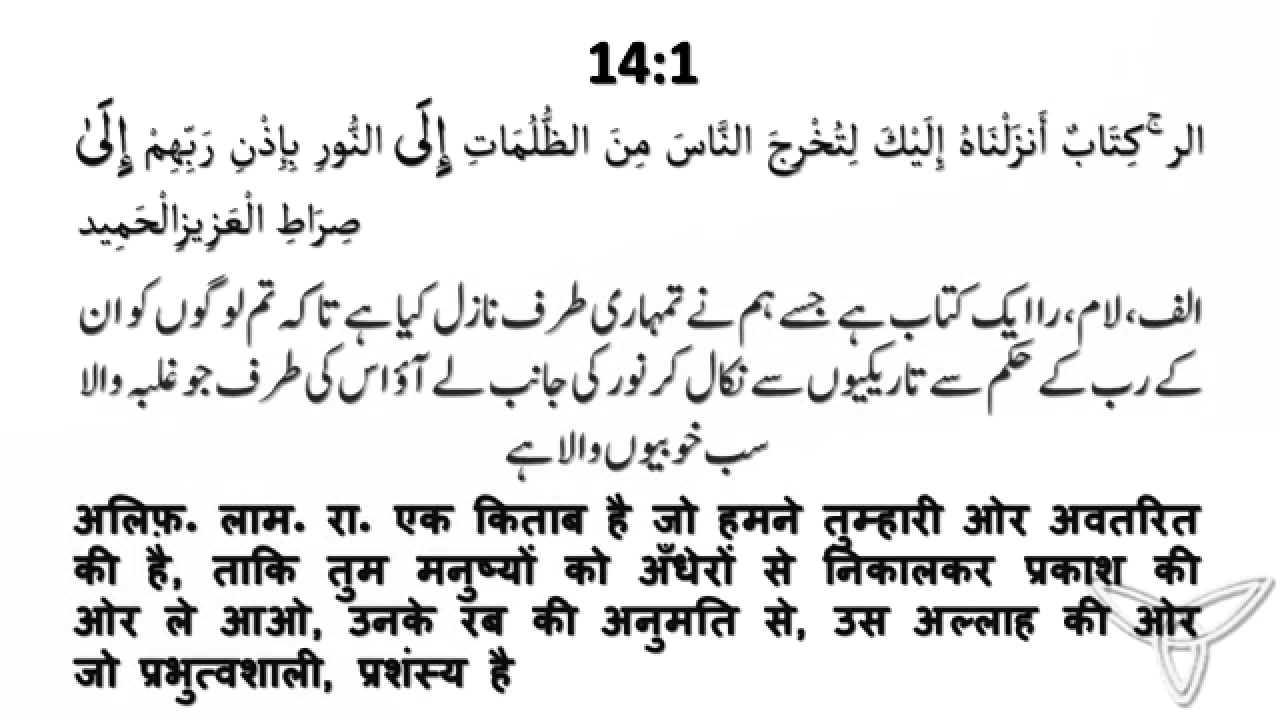 14:1
الر ۚ كِتَابٌ أَنزَلْنَاهُ إِلَيْكَ لِتُخْرِجَ النَّاسَ مِنَ الظُّلُمَاتِ إِلَى النُّورِ بِإِذْنِ رَبِّهِمْ إِلَىٰ
صِرَاطِ الْعَزِيزِالْحَمِيد
الف،لام،راایک کتاب ہے جسے ہم نے تمہاری طرف نازل کیاہے تاکہ تم لوگوں کو ان
کے رب کے حکم سے تاریکیوں سے نکال کر نور کی جانب لے آؤ اس کی طرف جو غلبہ والا
سب خوبیوں والا ہے
अलिफ़॰ लाम॰ रा॰ एक किताब है जो हमने तुम्हारी ओर अवतरित
की है, ताकि तुम मनुष्यों को अँधेरों से निकालकर प्रकाश की
ओर ले आओ, उनके रब की अनुमति से, उस अल्लाह की ओर
जो प्रभुत्वशाली, प्रशंस्य है